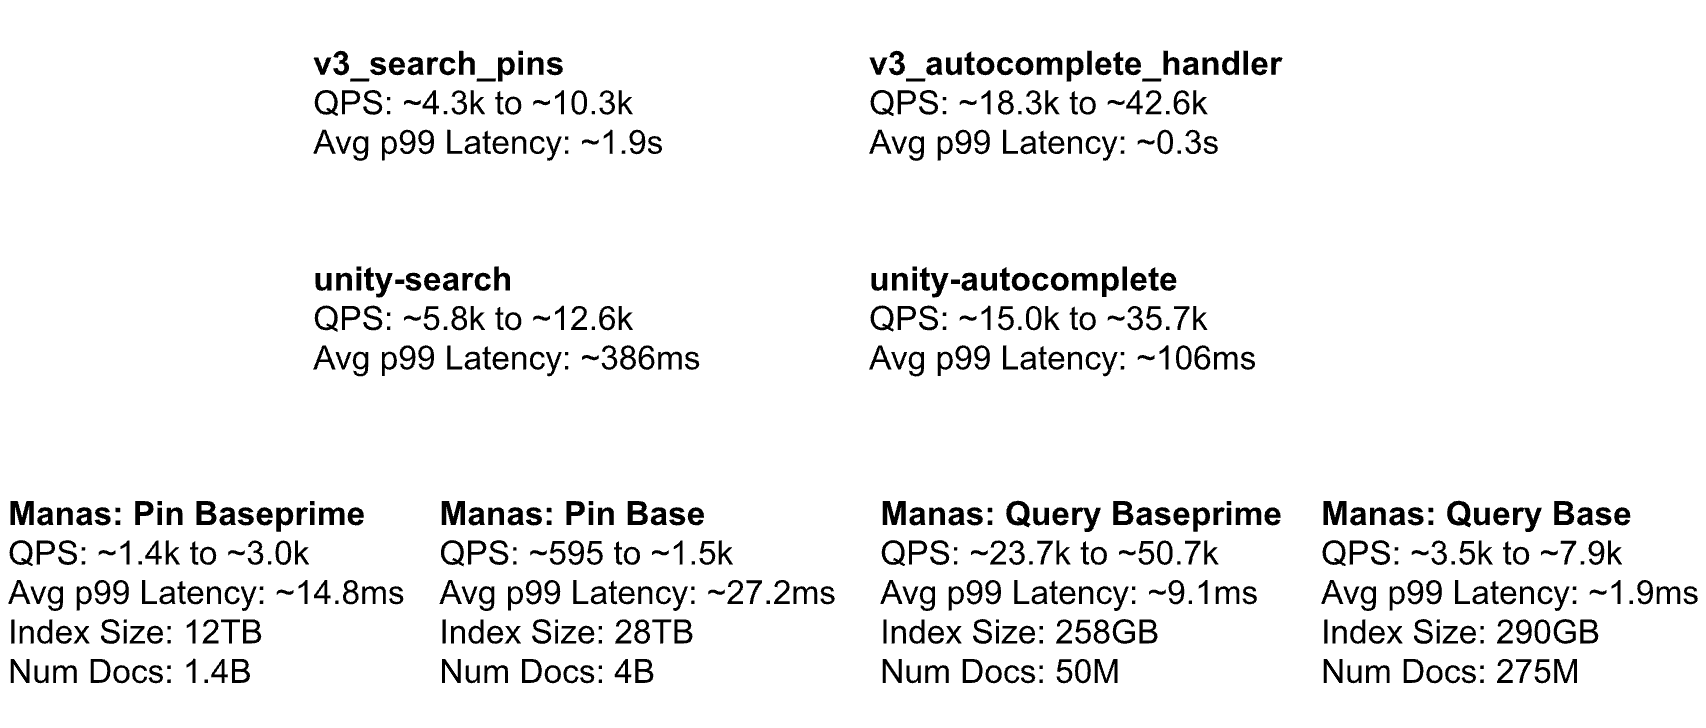 v3_search_pins
QPS: ~4.3k to ~10.3k
Avg p99 Latency: ~1.9s
v3_autocomplete_handler
QPS: ~18.3k to ~42.6k
Avg p99 Latency: ~0.3s
unity-search
QPS: ~5.8k to ~12.6k
Avg p99 Latency: ~386ms
unity-autocomplete
QPS: ~15.0k to ~35.7k
Avg p99 Latency: ~106ms
Manas: Pin Baseprime
QPS: ~1.4k to ~3.0k
Avg p99 Latency: ~14.8ms
Index Size: 12TB
Num Docs: 1.4B
Manas: Pin Base
QPS: ~595 to ~1.5k
Avg p99 Latency: ~27.2ms
Index Size: 28TB
Num Docs: 4B
Manas: Query Baseprime
QPS: ~23.7k to ~50.7k
Avg p99 Latency: ~9.1ms
Index Size: 258GB
Num Docs: 50M
Manas: Query Base
QPS: ~3.5k to ~7.9k
Avg p99 Latency: ~1.9ms
Index Size: 290GB
Num Docs: 275M